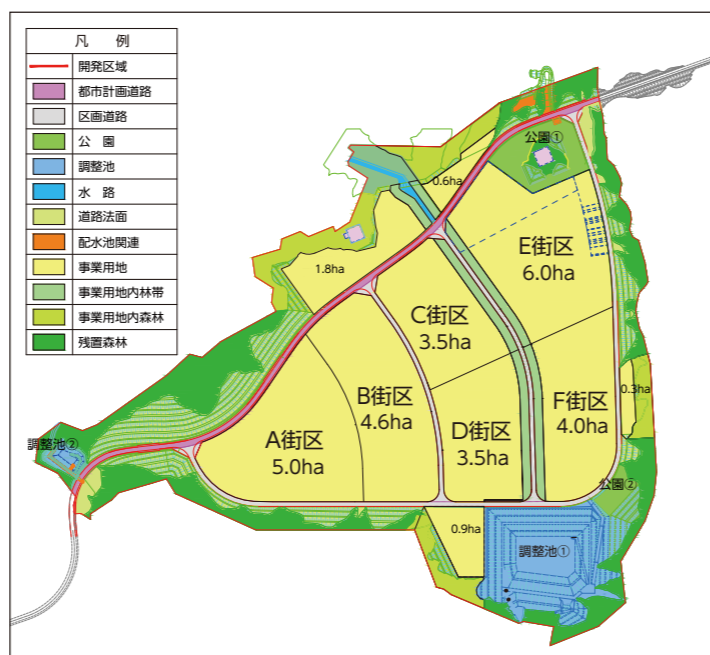 凡　例
開発区域
都市計画道路
区画道路
公　園
調整池
水　路
道路法面
配水池関連
事業用地
事業用地内林帯
事業用地内森林
残置森林
公園①
0.6ha
1.8ha
E街区
6.0ha
C街区
3.5ha
B街区
4.6ha
A街区
5.0ha
D街区
3.5ha
F街区
4.0ha
0.3ha
調整池②
公園②
0.9ha
調整池①